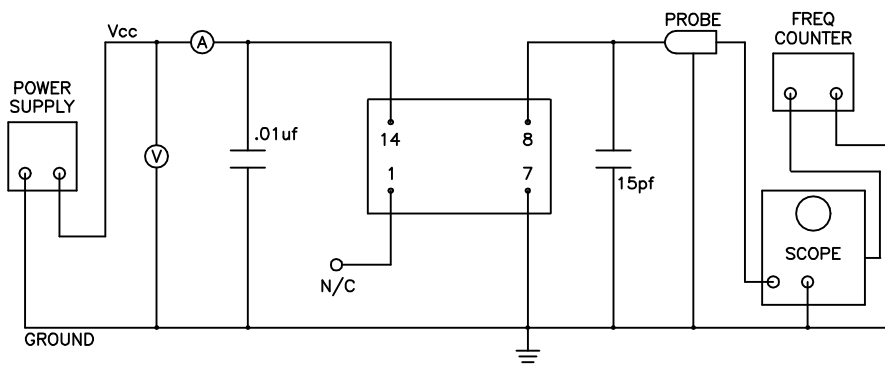 Vcc
A
PROBE
FREQ
COUNTER
POWER
SUPPLY
.01uf
14
8
V
1
7
15pf
SCOPE
N/C
GROUND